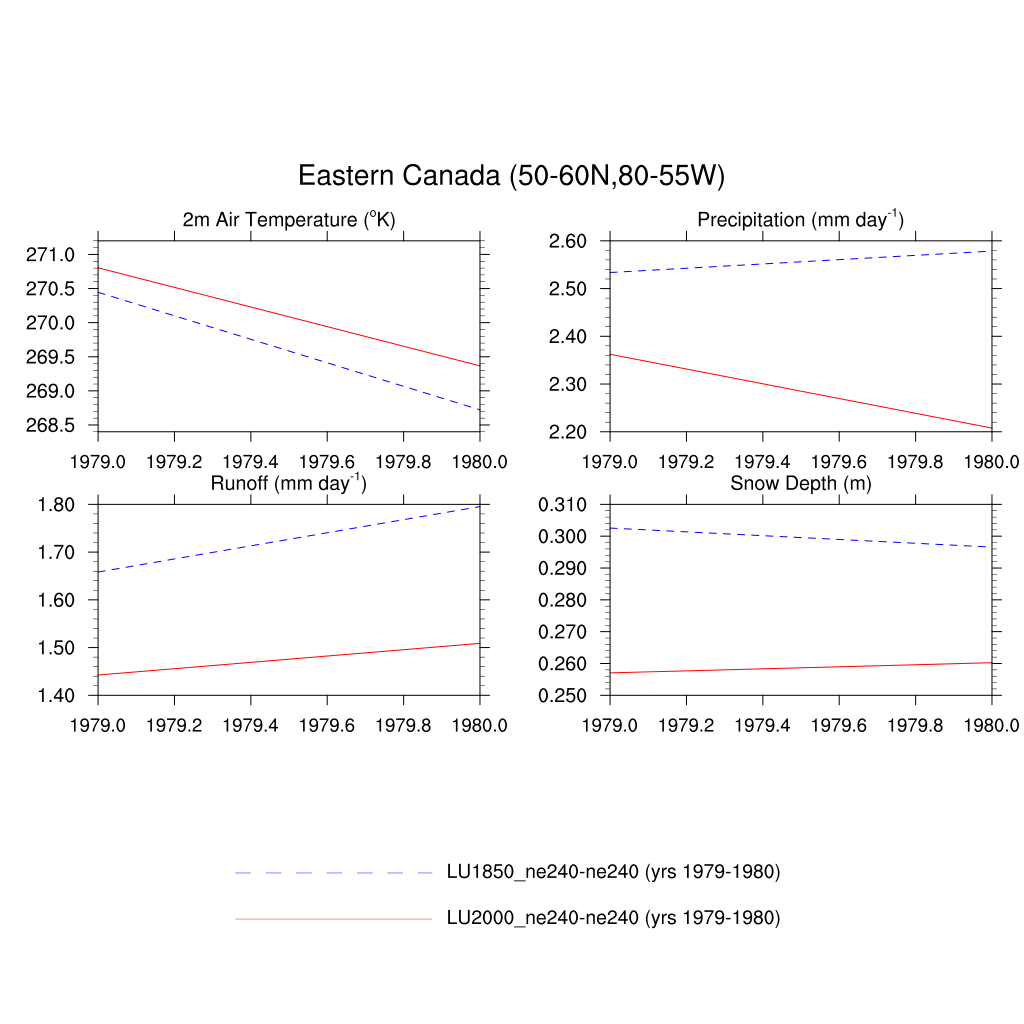 Eastern Canada (50-60N,80-55W)
2m Air Temperature (oK)
271.0
270.5
270.0
269.5
269.0
268.5
1979.0 1979.2 1979.4 1979.6 1979.8 1980.0
Precipitation (mm day-1)
2.60
2.50
2.40
2.30
2.20
1979.0 1979.2 1979.4 1979.6 1979.8 1980.0
Runoff (mm day-1)
1.80
1.70
1.60
1.50
1.40
1979.0 1979.2 1979.4 1979.6 1979.8 1980.0
Snow Depth (m)
0.310
0.300
0.290
0.280
0.270
0.260
0.250
1979.0 1979.2 1979.4 1979.6 1979.8 1980.0
LU1850_ne240-ne240 (yrs 1979-1980)
LU2000_ne240-ne240 (yrs 1979-1980)